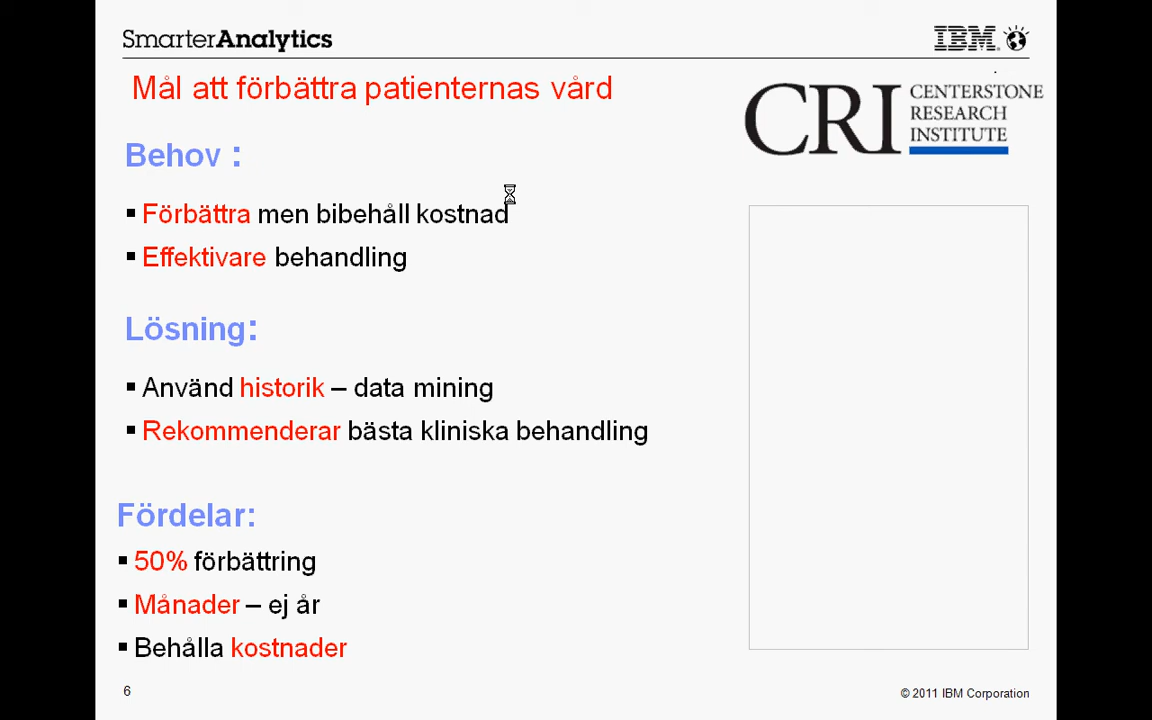 SmarterAnalytics
IBM
Mål att förbättra patienternas vård
CRI CENTERSTONE
RESEARCH
INSTITUTE
Behov :
▪ Förbättra men bibehåll kostnad
▪ Effektivare behandling
Lösning:
▪ Använd historik – data mining
▪ Rekommenderar bästa kliniska behandling
Fördelar:
▪ 50% förbättring
▪ Månader – ej år
▪ Behålla kostnader
6
© 2011 IBM Corporation